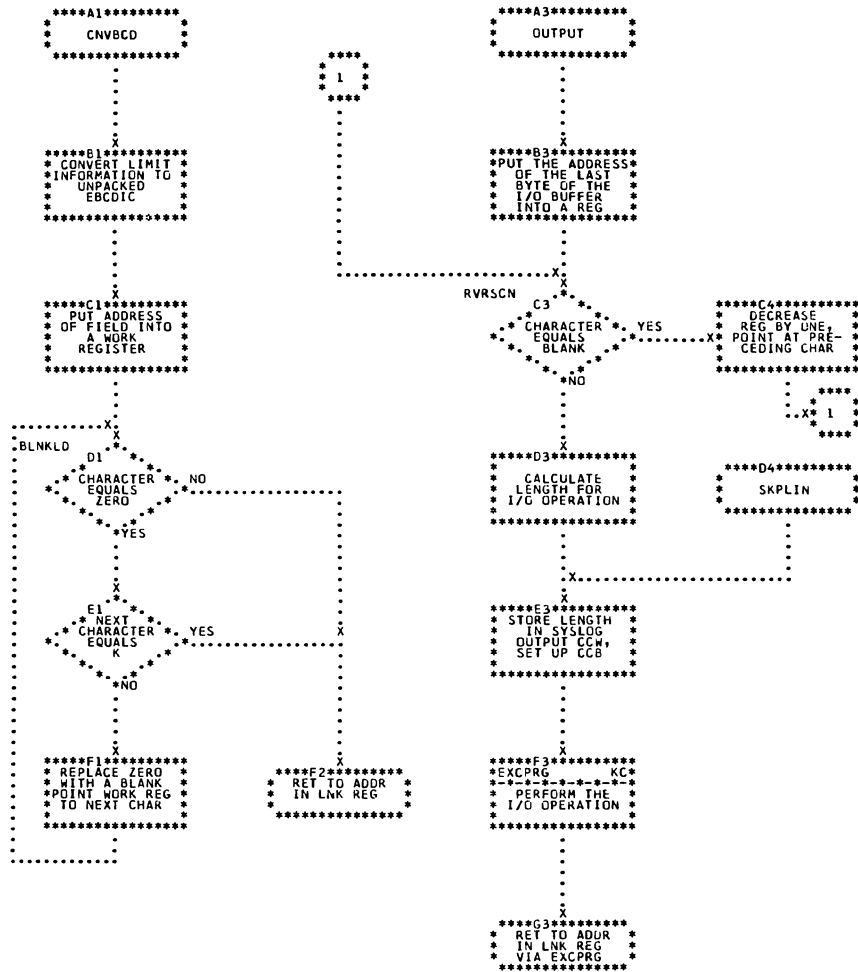 A1
CNVBCD
B1
CONVERT LIMIT
INFORMATION TO
UNPACKED
EBCDIC
C1
PUT ADDRESS
OF FIELD INTO
A WORK
REGISTER
BLNKLD
D1
CHARACTER
EQUALS
ZERO
NO
YES
E1
NEXT
CHARACTER
EQUALS
K
YES
NO
F1
REPLACE ZERO
WITH A BLANK
POINT WORK REG
TO NEXT CHAR
F2
RET TO ADDR
IN LNK REG
1
A3
OUTPUT
B3
PUT THE ADDRESS
OF THE LAST
BYTE OF THE
I/O BUFFER
INTO A REG
RVRSCN
C3
CHARACTER
EQUALS
BLANK
YES
NO
C4
DECREASE
REG BY ONE,
POINT AT PRE-
CEDING CHAR
1
D3
CALCULATE
LENGTH FOR
I/O OPERATION
D4
SKPLIN
E3
STORE LENGTH
IN SYSLOG
OUTPUT CCW,
SET UP CCB
F3
EXCPRG KC
PERFORM THE
I/O OPERATION
G3
RET TO ADDR
IN LNK REG
VIA EXCPRG